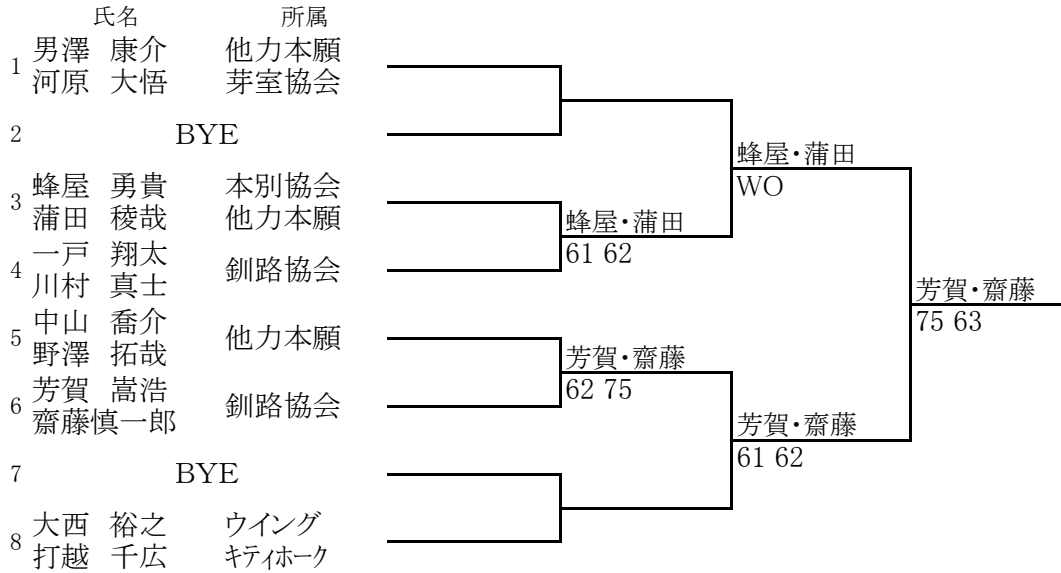 氏名 所属
1 男澤 康介 他力本願
河原 大悟 芽室協会
2 BYE
3 蜂屋 勇貴 本別協会
蒲田 稜哉 他力本願
4 一戸 翔太 釧路協会
川村 真士
5 中山 喬介 他力本願
野澤 拓哉
6 芳賀 嵩浩 釧路協会
齋藤慎一郎
7 BYE
8 大西 裕之 ウイング
打越 千広 キティホーク
蜂屋・蒲田
61 62
芳賀・齋藤
62 75
蜂屋・蒲田
WO
芳賀・齋藤
61 62
芳賀・齋藤
75 63